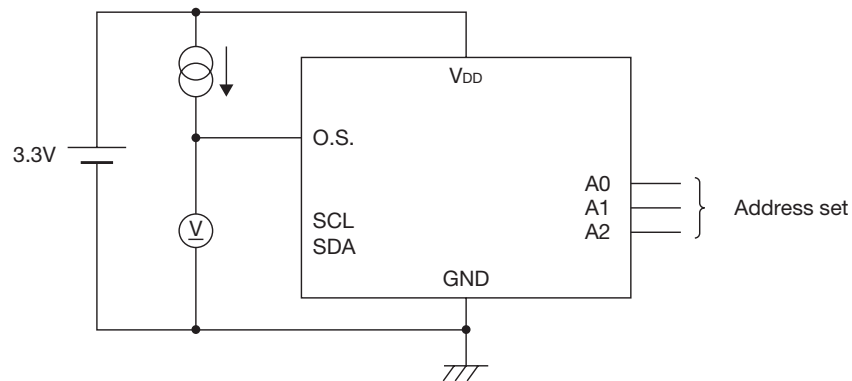 VDD
3.3V
O.S.
A0
A1
A2
Address set
SCL
SDA
V
GND